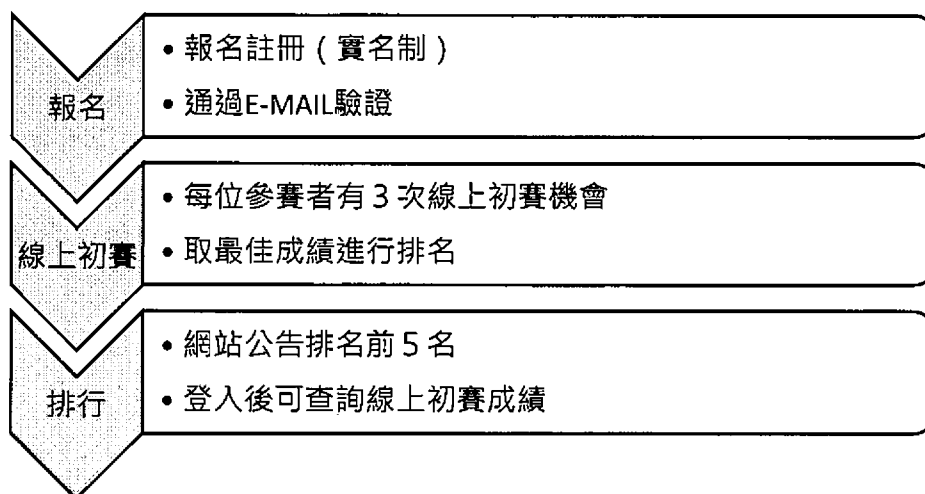 報名
• 報名註冊（實名制）
• 通過E-MAIL驗證
線上初賽
• 每位參賽者有 3 次線上初賽機會
• 取最佳成績進行排名
排行
• 網站公告排名前 5 名
• 登入後可查詢線上初賽成績